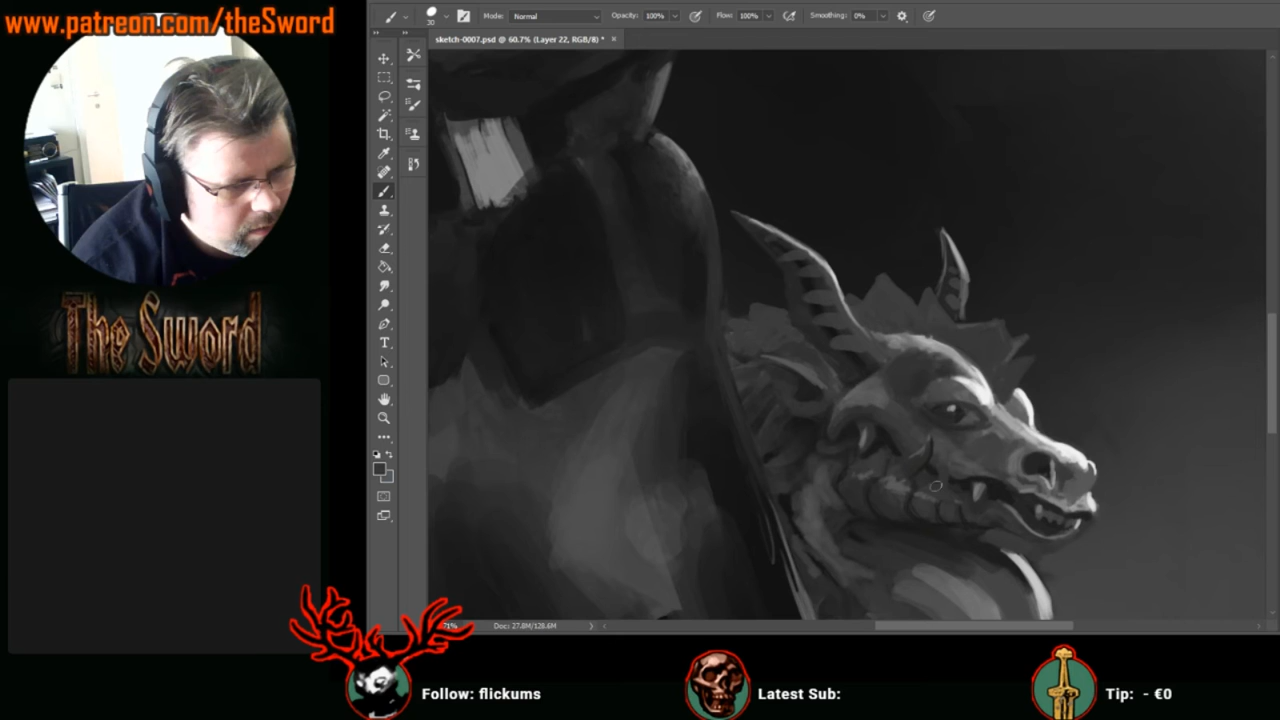 www.patreon.com/theSword
30
Mode: Normal
Opacity: 100%
Flow: 100%
Smoothing: 0%
sketch-0007.psd @ 60.7% (Layer 22, RGB/8) *
The Sword
Doc: 27.8M/128.6M
Follow: flickums
Latest Sub:
Tip: - €0